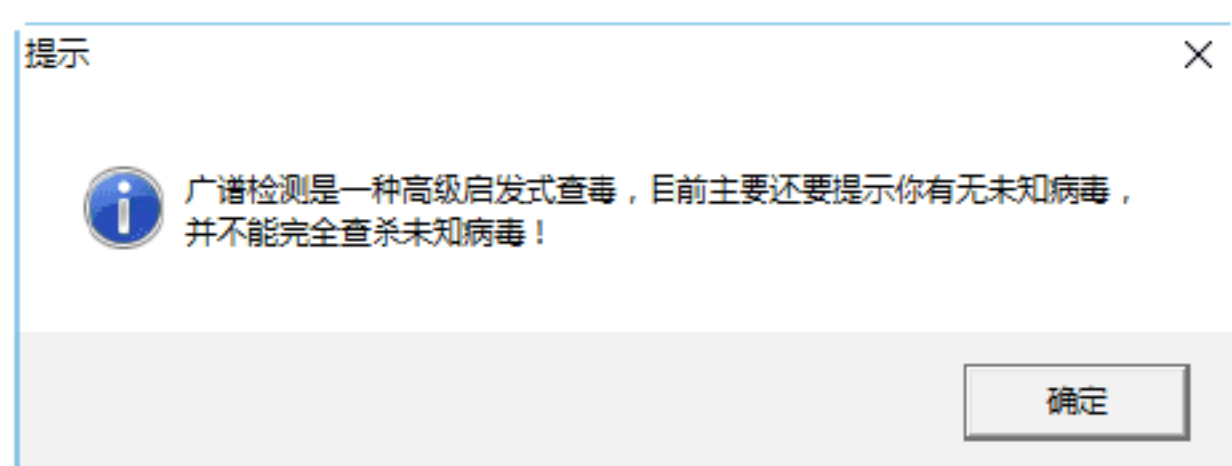 提示
广谱检测是一种高级启发式查毒，目前主要还要提示你有无未知病毒，
并不能完全查杀未知病毒！
确定